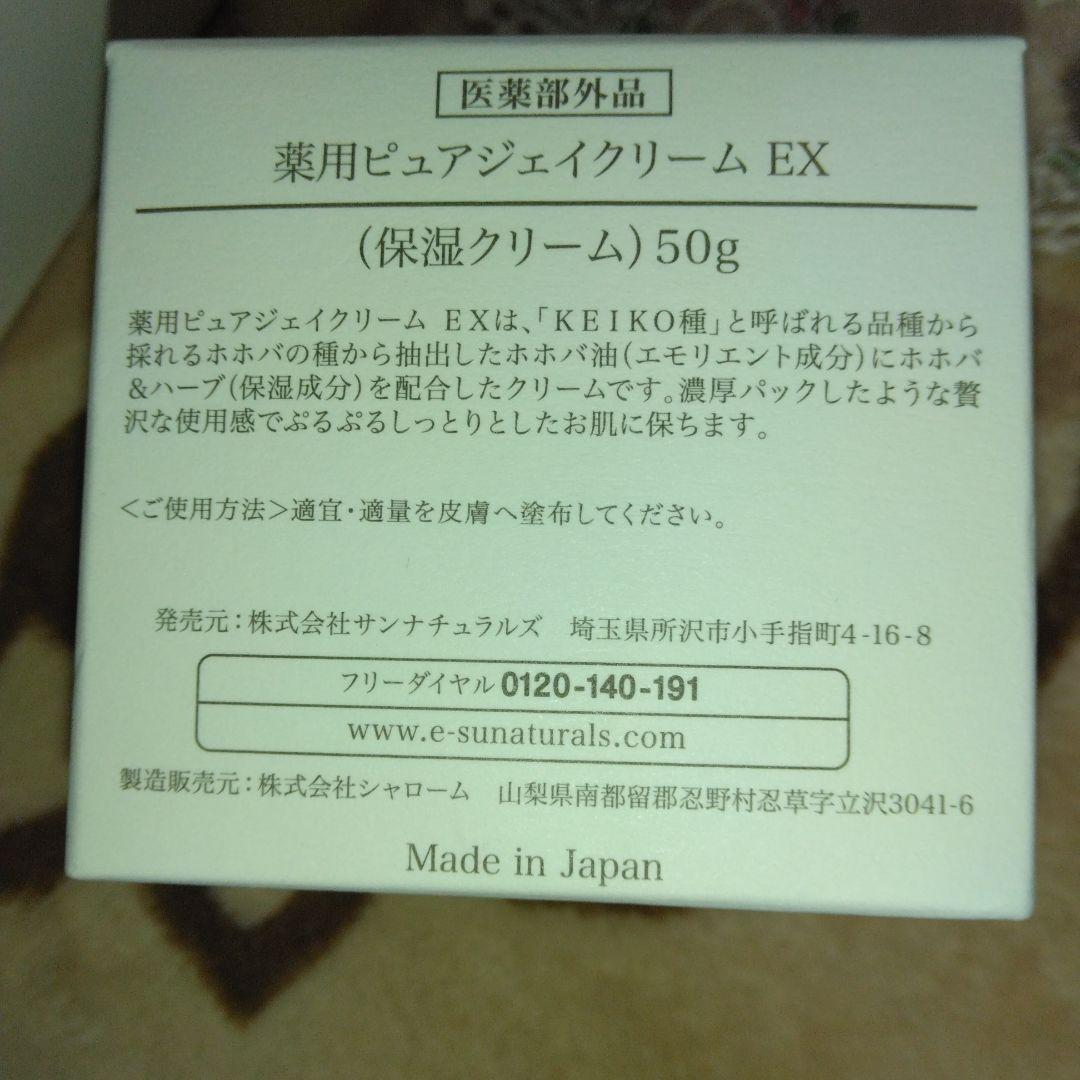 医薬部外品
薬用ピュアジェイクリーム EX
(保湿クリーム)50g
薬用ピュアジェイクリーム EXは、「KEIKO種」と呼ばれる品種から
採れるホホバの種から抽出したホホバ油(エモリエント成分)にホホバ
&ハーブ(保湿成分)を配合したクリームです。濃厚パックしたような贅
沢な使用感でぷるぷるしっとりとしたお肌に保ちます。
<ご使用方法>適宜・適量を皮膚へ塗布してください。
発売元:株式会社サンナチュラルズ 埼玉県所沢市小手指町4-16-8
フリーダイヤル 0120-140-191
www.e-sunaturals.com
製造販売元:株式会社シャローム 山梨県南都留郡忍野村忍草字立沢3041-6
Made in Japan